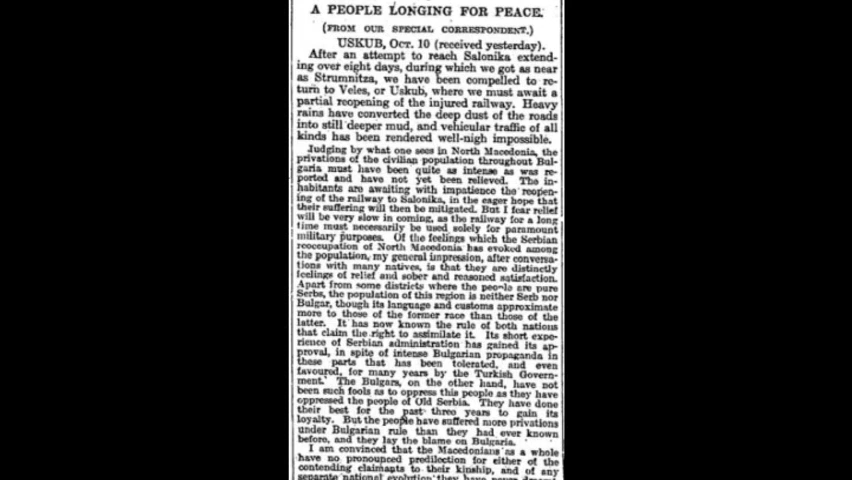 A PEOPLE LONGING FOR PEACE.
(FROM OUR SPECIAL CORRESPONDENT.)
USKUB, OCT. 10 (received yesterday).
After an attempt to reach Salonika extend-
ing over eight days, during which we got as near
as Strumnitza, we have been compelled to re-
turn to Veles, or Uskub, where we must await a
partial reopening of the injured railway. Heavy
rains have converted the deep dust of the roads
into still deeper mud, and vehicular traffic of all
kinds has been rendered well-nigh impossible.
Judging by what one sees in North Macedonia, the
privations of the civilian population throughout Bul-
garia must have been quite as intense as was re-
ported and have not yet been relieved. The in-
habitants are awaiting with impatience the reopen-
ing of the railway to Salonika, in the eager hope that
their suffering will then be mitigated. But I fear relief
will be very slow in coming, as the railway for a long
time must necessarily be used solely for paramount
military purposes. Of the feelings which the Serbian
reoccupation of North Macedonia has evoked among
the population, my general impression, after conversa-
tions with many natives, is that they are distinctly
feelings of relief and sober and reasoned satisfaction.
Apart from some districts where the people are pure
Serbs, the population of this region is neither Serb nor
Bulgar, though its language and customs approximate
more to those of the former race than those of the
latter. It has now known the rule of both nations
that claim the right to assimilate it. Its short expe-
rience of Serbian administration has gained its ap-
proval, in spite of intense Bulgarian propaganda in
these parts that has been tolerated, and even
favoured, for many years by the Turkish Govern-
ment. The Bulgars, on the other hand, have not
been such fools as to oppress this people as they have
oppressed the people of Old Serbia. They have done
their best for the past three years to gain its
loyalty. But the people have suffered more privations
under Bulgarian rule than they had ever known
before, and they lay the blame on Bulgaria.
I am convinced that the Macedonians as a whole
have no pronounced predilection for either of the
contending claimants to their kinship, and of any
separate national evolution they have never